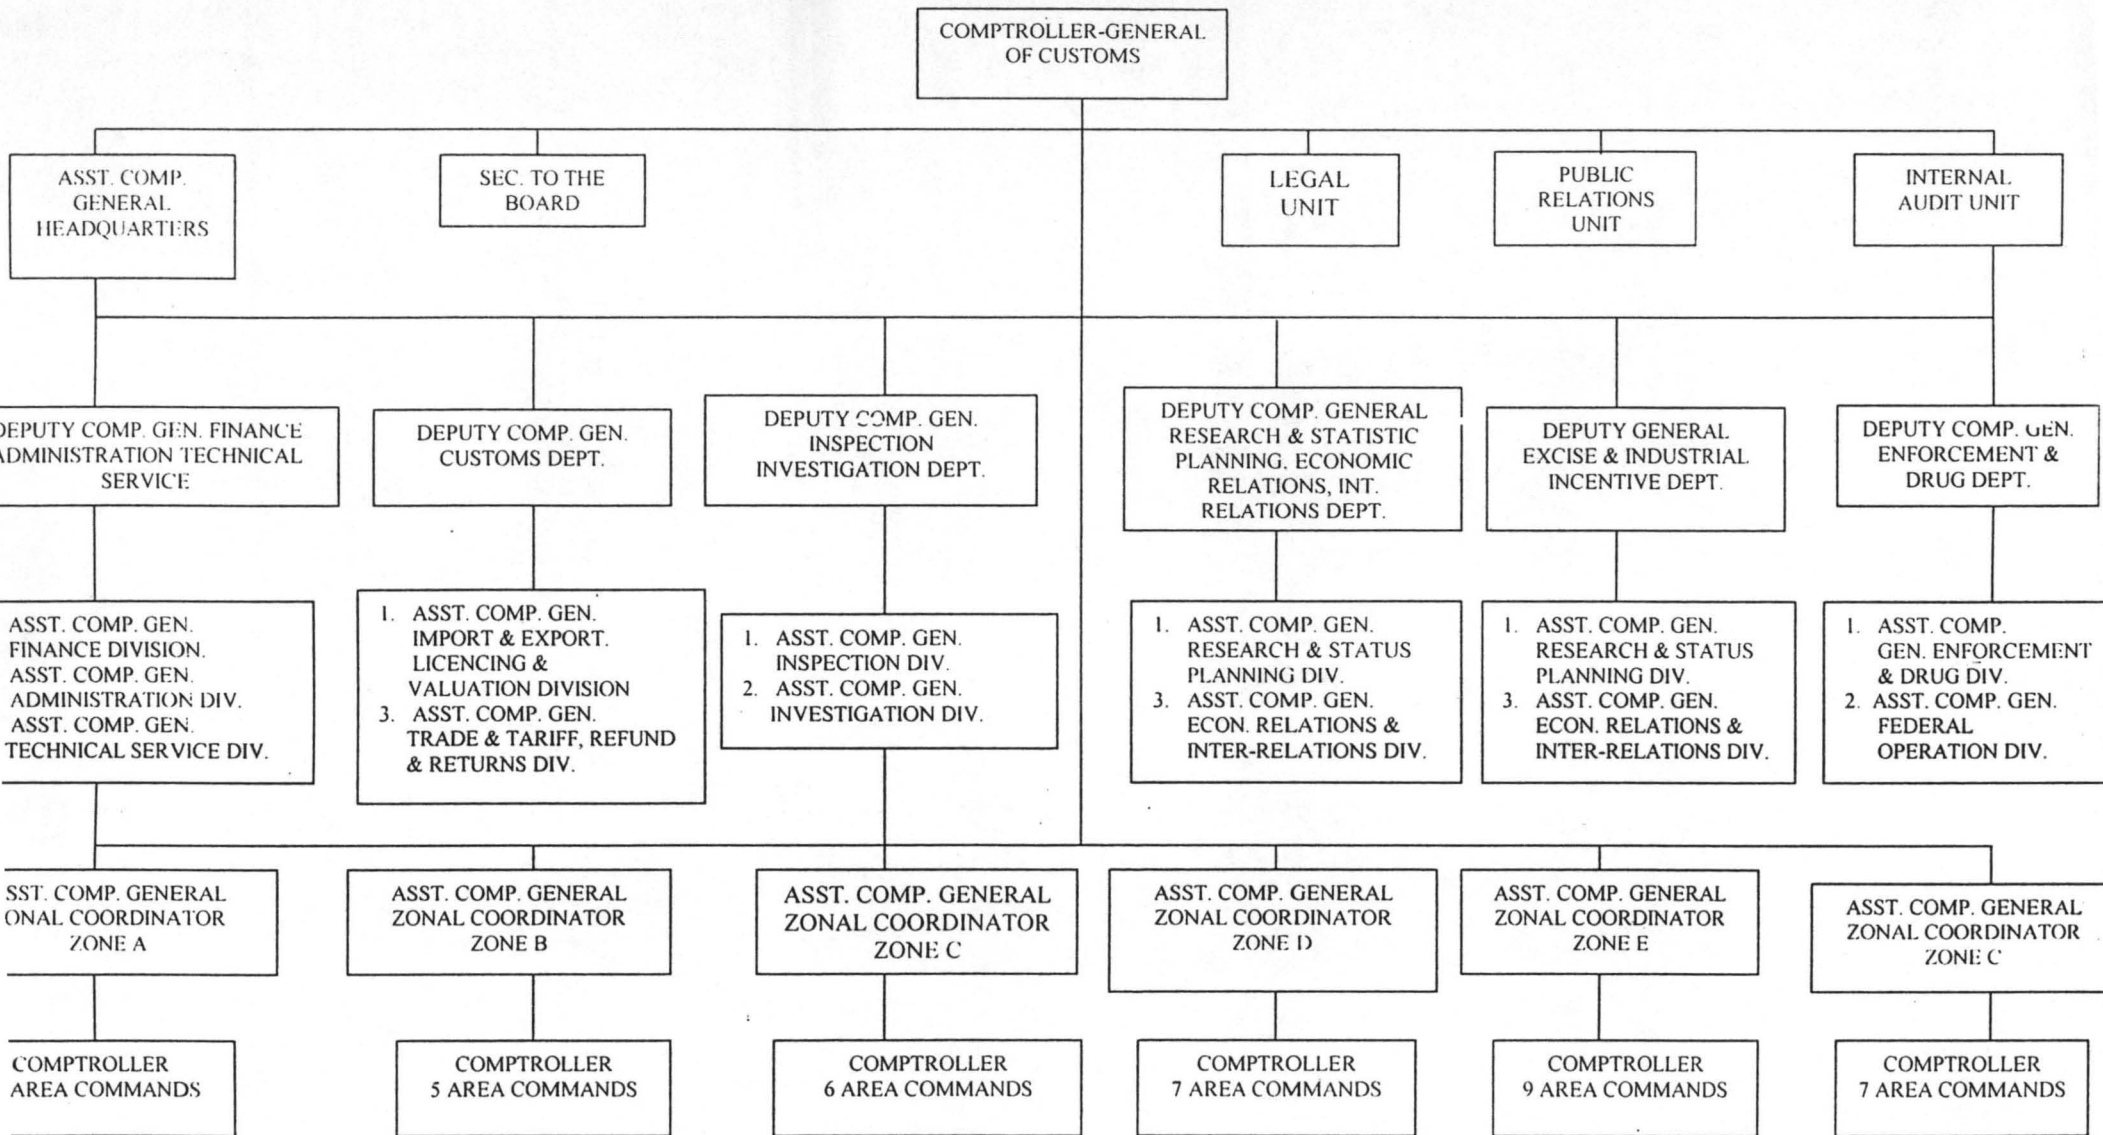 COMPTROLLER-GENERAL
OF CUSTOMS
ASST. COMP.
GENERAL
HEADQUARTERS
SEC. TO THE
BOARD
LEGAL
UNIT
PUBLIC
RELATIONS
UNIT
INTERNAL
AUDIT UNIT
DEPUTY COMP. GEN. FINANCE
ADMINISTRATION TECHNICAL
SERVICE
DEPUTY COMP. GEN.
CUSTOMS DEPT.
DEPUTY COMP. GEN.
INSPECTION
INVESTIGATION DEPT.
DEPUTY COMP. GENERAL
RESEARCH & STATISTIC
PLANNING. ECONOMIC
RELATIONS, INT.
RELATIONS DEPT.
DEPUTY GENERAL
EXCISE & INDUSTRIAL
INCENTIVE DEPT.
DEPUTY COMP. GEN.
ENFORCEMENT &
DRUG DEPT.
ASST. COMP. GEN.
FINANCE DIVISION.
ASST. COMP. GEN.
ADMINISTRATION DIV.
ASST. COMP. GEN.
TECHNICAL SERVICE DIV.
1. ASST. COMP. GEN.
IMPORT & EXPORT.
LICENCING &
VALUATION DIVISION
3. ASST. COMP. GEN.
TRADE & TARIFF, REFUND
& RETURNS DIV.
1. ASST. COMP. GEN.
INSPECTION DIV.
2. ASST. COMP. GEN.
INVESTIGATION DIV.
1. ASST. COMP. GEN.
RESEARCH & STATUS
PLANNING DIV.
3. ASST. COMP. GEN.
ECON. RELATIONS &
INTER-RELATIONS DIV.
1. ASST. COMP. GEN.
RESEARCH & STATUS
PLANNING DIV.
3. ASST. COMP. GEN.
ECON. RELATIONS &
INTER-RELATIONS DIV.
1. ASST. COMP.
GEN. ENFORCEMENT
& DRUG DIV.
2. ASST. COMP. GEN.
FEDERAL
OPERATION DIV.
SST. COMP. GENERAL
ONAL COORDINATOR
ZONE A
ASST. COMP. GENERAL
ZONAL COORDINATOR
ZONE B
ASST. COMP. GENERAL
ZONAL COORDINATOR
ZONE C
ASST. COMP. GENERAL
ZONAL COORDINATOR
ZONE D
ASST. COMP. GENERAL
ZONAL COORDINATOR
ZONE E
ASST. COMP. GENERAL
ZONAL COORDINATOR
ZONE C
COMPTROLLER
AREA COMMANDS
COMPTROLLER
5 AREA COMMANDS
COMPTROLLER
6 AREA COMMANDS
COMPTROLLER
7 AREA COMMANDS
COMPTROLLER
9 AREA COMMANDS
COMPTROLLER
7 AREA COMMANDS